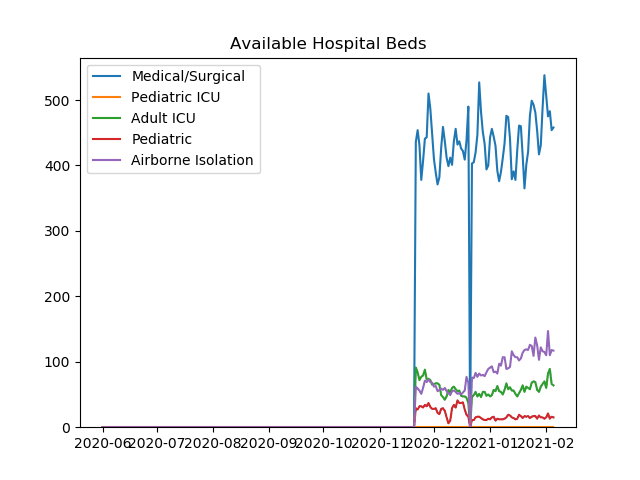 Available Hospital Beds
Medical/Surgical
Pediatric ICU
Adult ICU
Pediatric
Airborne Isolation
500
400
300
200
100
0
2020-06 2020-07 2020-08 2020-09 2020-10 2020-11 2020-12 2021-01 2021-02